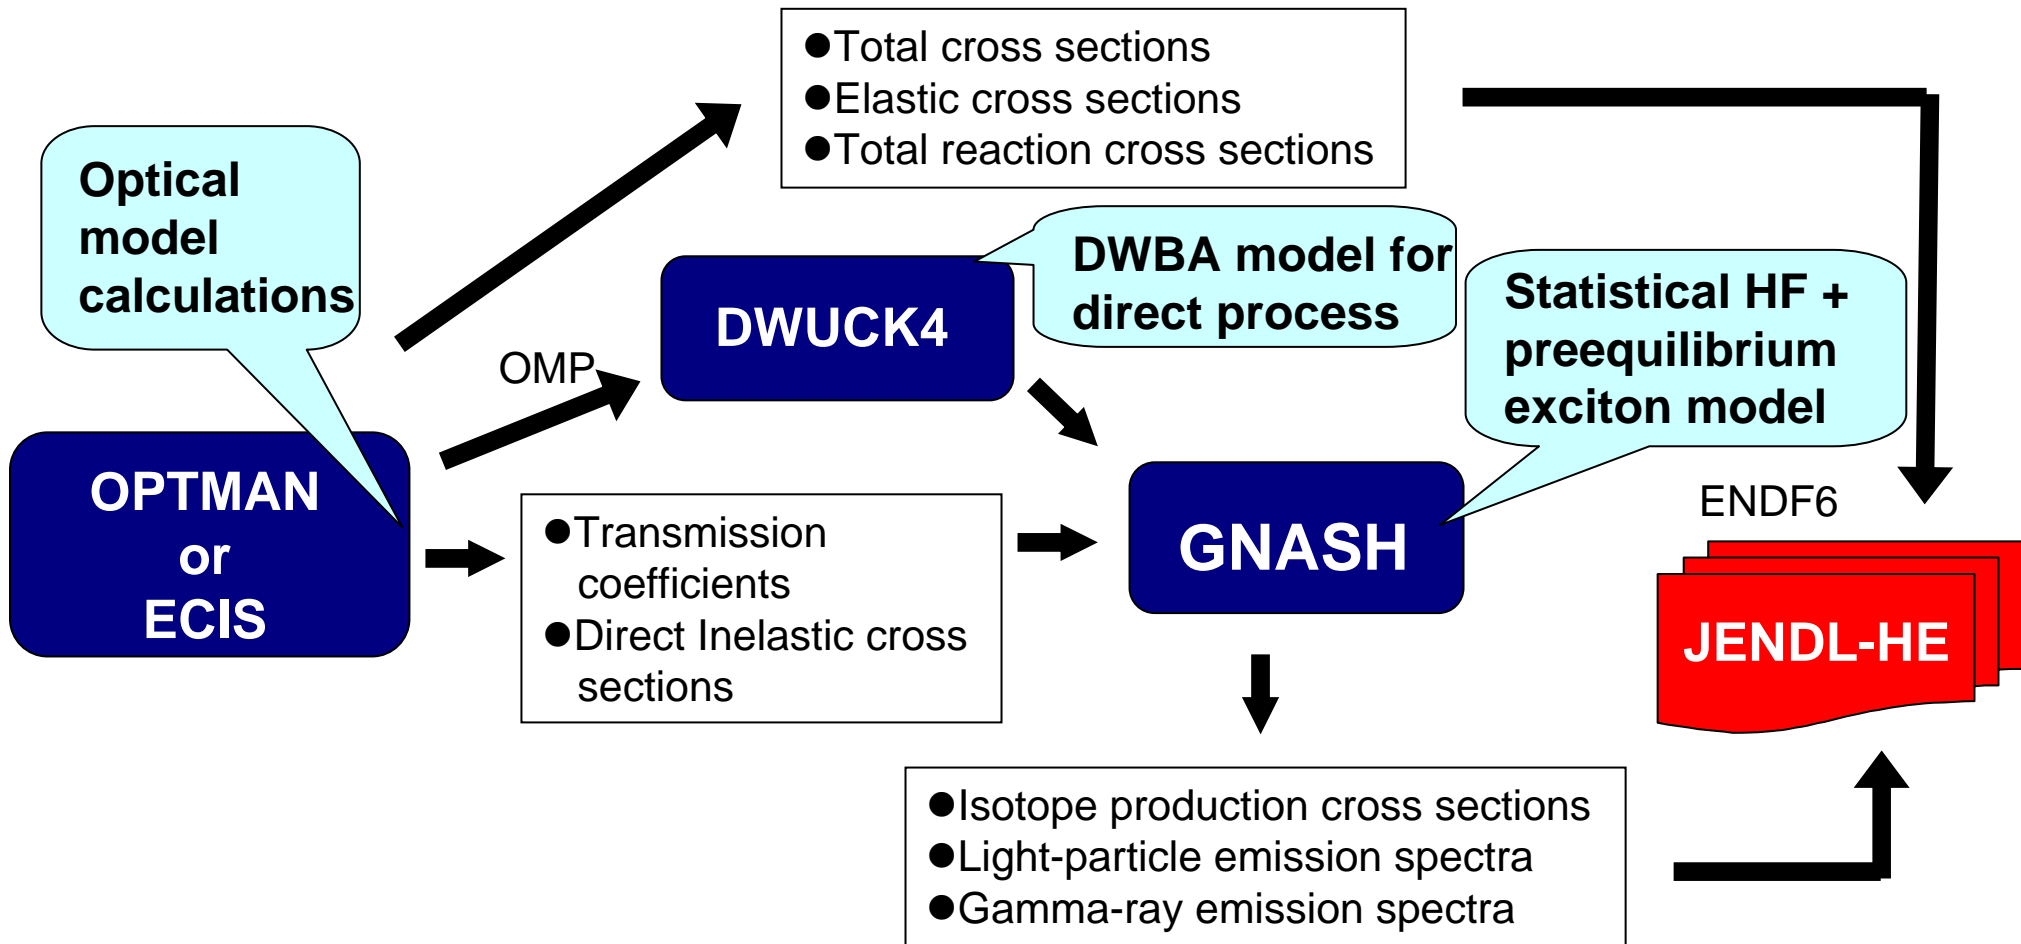 ●Total cross sections
●Elastic cross sections
●Total reaction cross sections
Optical
model
calculations
DWBA model for
direct process
DWUCK4
Statistical HF +
preequilibrium
exciton model
OMP
OPTMAN
or
ECIS
●Transmission
coefficients
●Direct Inelastic cross
sections
GNASH
ENDF6
JENDL-HE
●Isotope production cross sections
●Light-particle emission spectra
●Gamma-ray emission spectra